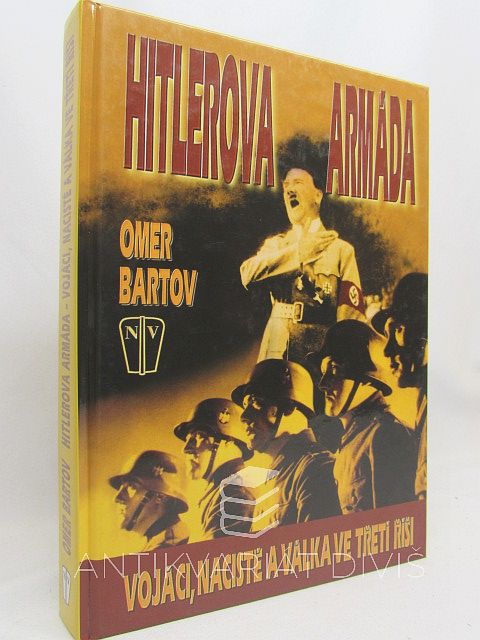 HITLEROVA ARMÁDA
OMER
BARTOV
N V
VOJÁCI, NACISTÉ A VÁLKA VE TŘETÍ ŘÍŠI
ANTIKVARIÁT DIVIŠ
OMER BARTOV HITLEROVA ARMÁDA - VOJÁCI, NACISTÉ A VÁLKA VE TŘETÍ ŘÍŠI
N V